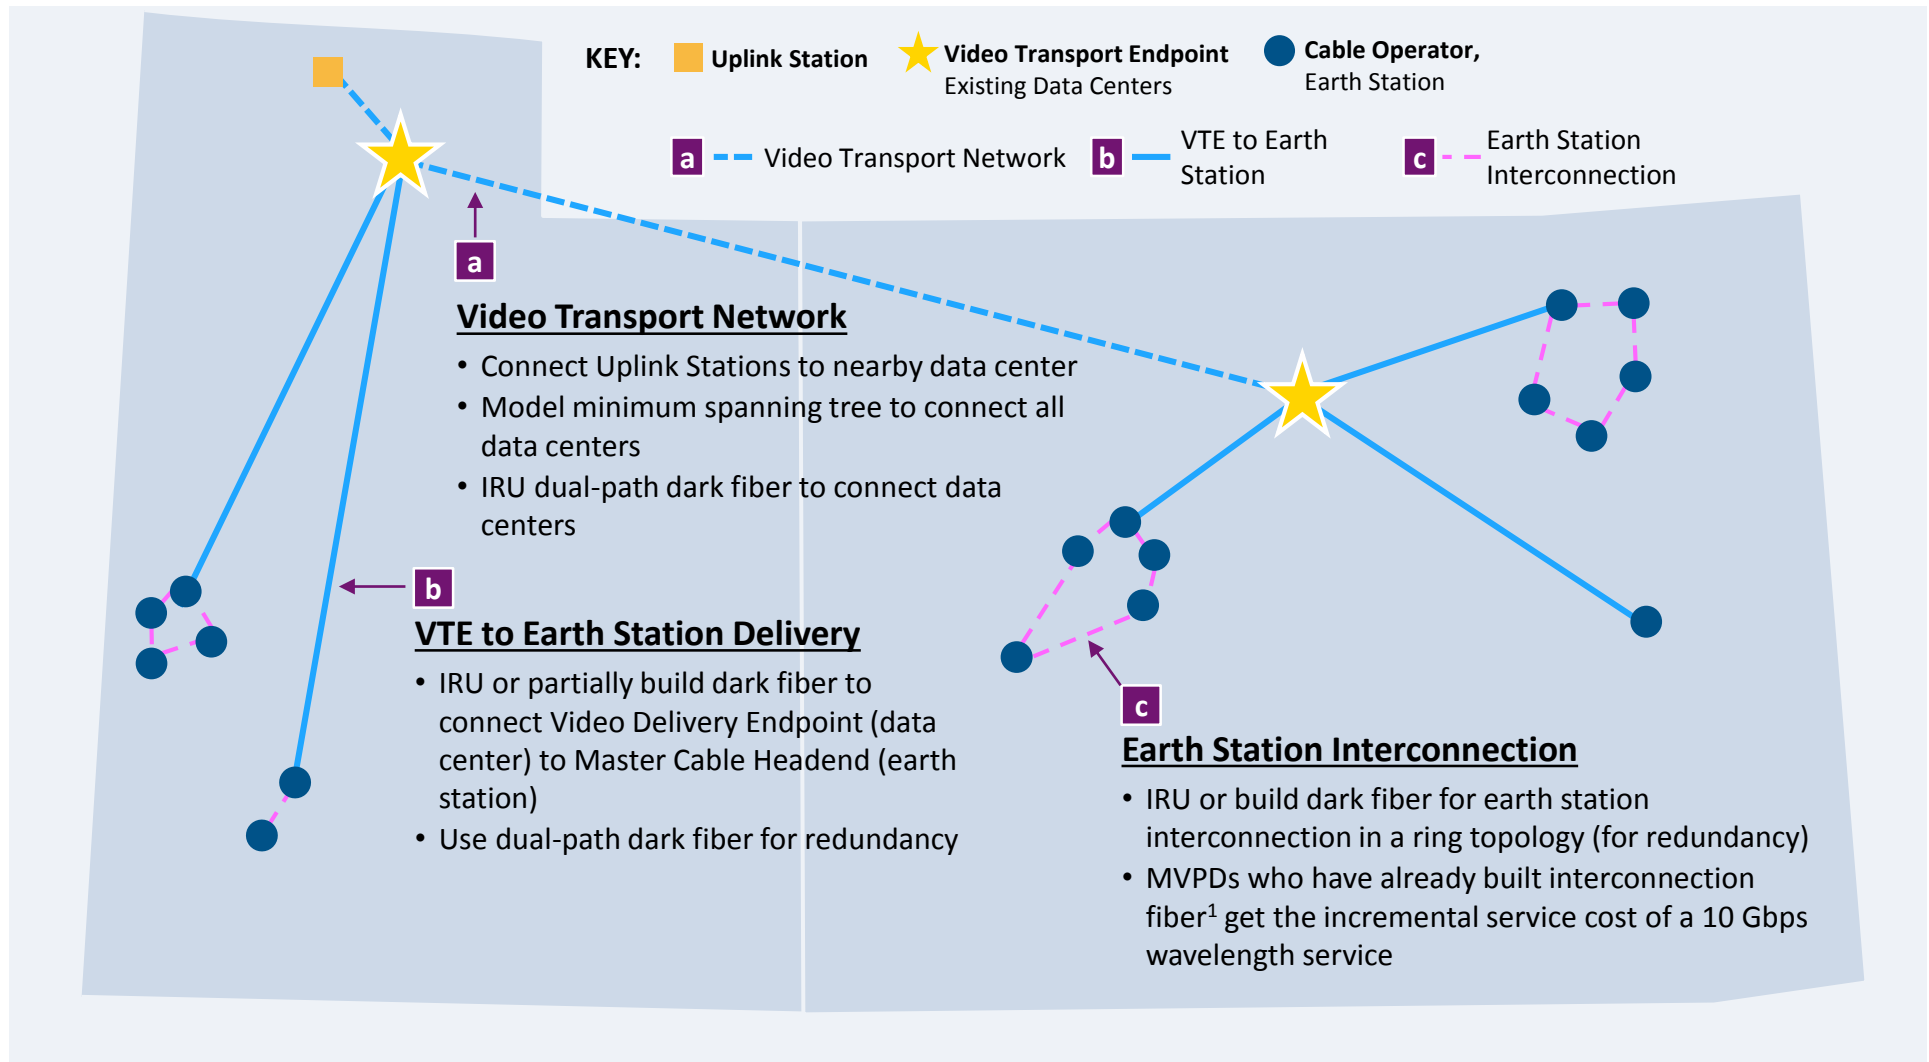 KEY:
Uplink Station
Video Transport Endpoint
Existing Data Centers
Cable Operator,
Earth Station
a
Video Transport Network
b
VTE to Earth
Station
c
Earth Station
Interconnection
a
Video Transport Network
• Connect Uplink Stations to nearby data center
• Model minimum spanning tree to connect all
data centers
• IRU dual-path dark fiber to connect data
centers
b
VTE to Earth Station Delivery
• IRU or partially build dark fiber to
connect Video Delivery Endpoint (data
center) to Master Cable Headend (earth
station)
• Use dual-path dark fiber for redundancy
c
Earth Station Interconnection
• IRU or build dark fiber for earth station
interconnection in a ring topology (for redundancy)
• MVPDs who have already built interconnection
fiber¹ get the incremental service cost of a 10 Gbps
wavelength service